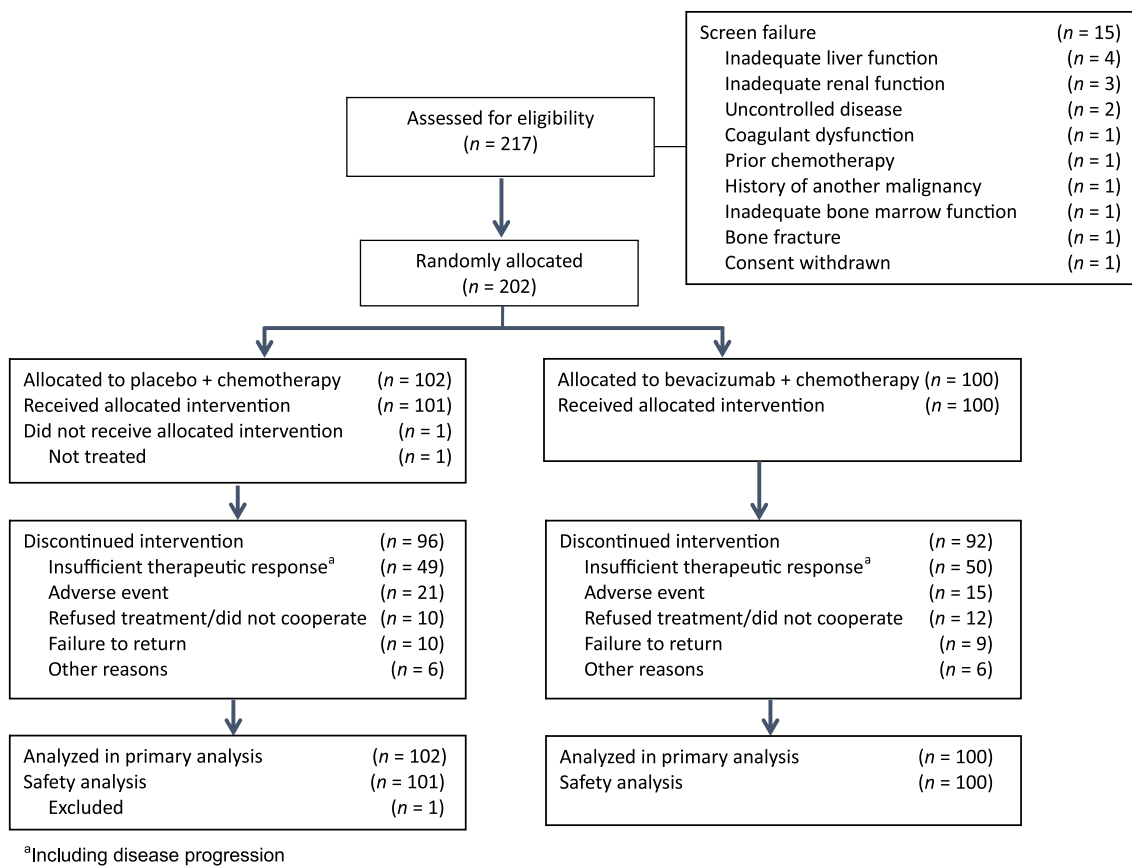 Screen failure (n = 15)
Inadequate liver function (n = 4)
Inadequate renal function (n = 3)
Uncontrolled disease (n = 2)
Coagulant dysfunction (n = 1)
Prior chemotherapy (n = 1)
History of another malignancy (n = 1)
Inadequate bone marrow function (n = 1)
Bone fracture (n = 1)
Consent withdrawn (n = 1)
Assessed for eligibility
(n = 217)
Randomly allocated
(n = 202)
Allocated to placebo + chemotherapy (n = 102)
Received allocated intervention (n = 101)
Did not receive allocated intervention (n = 1)
Not treated (n = 1)
Allocated to bevacizumab + chemotherapy (n = 100)
Received allocated intervention (n = 100)
Discontinued intervention (n = 96)
Insufficient therapeutic responseᵃ (n = 49)
Adverse event (n = 21)
Refused treatment/did not cooperate (n = 10)
Failure to return (n = 10)
Other reasons (n = 6)
Discontinued intervention (n = 92)
Insufficient therapeutic responseᵃ (n = 50)
Adverse event (n = 15)
Refused treatment/did not cooperate (n = 12)
Failure to return (n = 9)
Other reasons (n = 6)
Analyzed in primary analysis (n = 102)
Safety analysis (n = 101)
Excluded (n = 1)
Analyzed in primary analysis (n = 100)
Safety analysis (n = 100)
ᵃIncluding disease progression